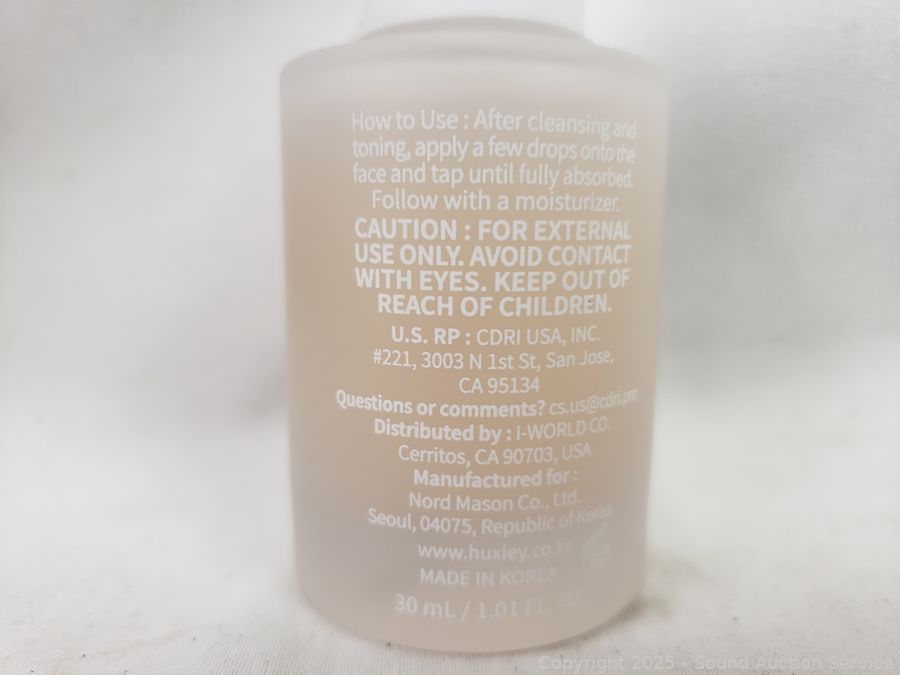 How to Use : After cleansing and
toning, apply a few drops onto the
face and tap until fully absorbed.
Follow with a moisturizer.
CAUTION : FOR EXTERNAL
USE ONLY. AVOID CONTACT
WITH EYES. KEEP OUT OF
REACH OF CHILDREN.
U.S. RP : CDRI USA, INC.
#221, 3003 N 1st St, San Jose,
CA 95134
Questions or comments? cs.us@cdri.pro
Distributed by : I-WORLD CO.
Cerritos, CA 90703, USA
Manufactured for :
Nord Mason Co., Ltd.
Seoul, 04075, Republic of Korea
www.huxley.co.kr
MADE IN KOREA
30 mL / 1.01 FL.
Copyright 2025 - Sound Auction Service